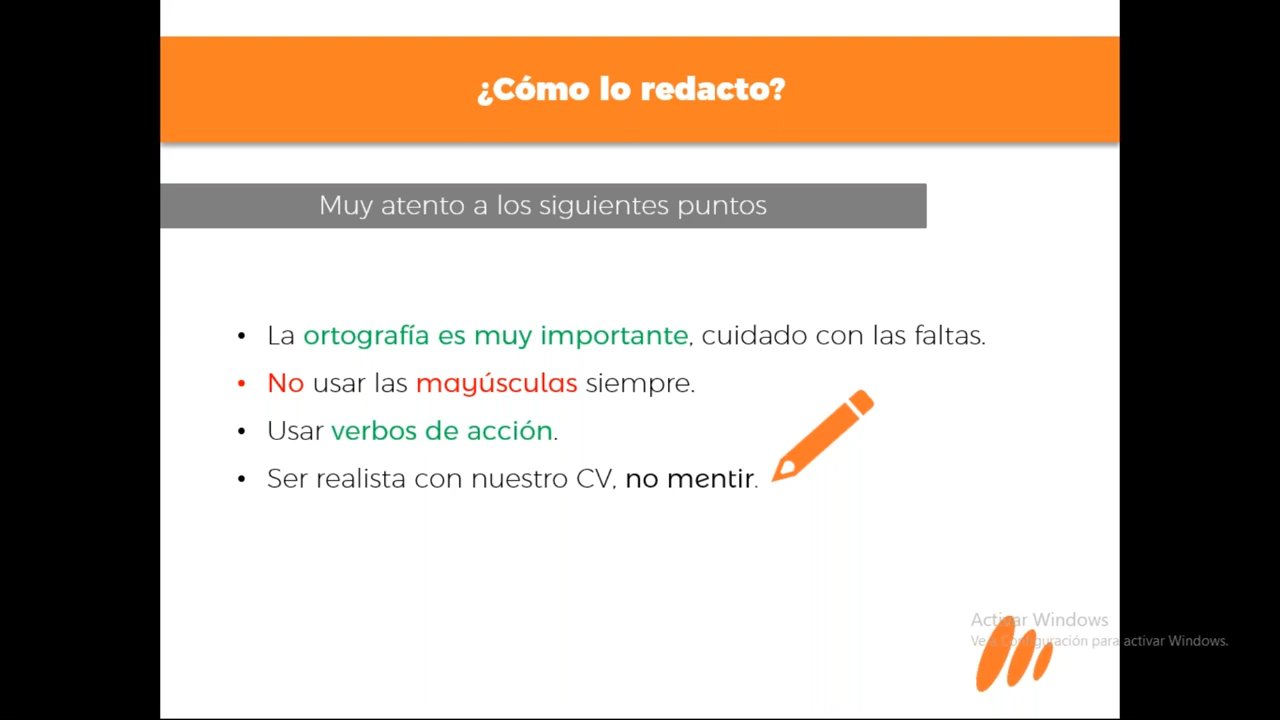 ¿Cómo lo redacto?
Muy atento a los siguientes puntos
• La ortografía es muy importante, cuidado con las faltas.
• No usar las mayúsculas siempre.
• Usar verbos de acción.
• Ser realista con nuestro CV, no mentir.
Activar Windows
Ve a Configuración para activar Windows.